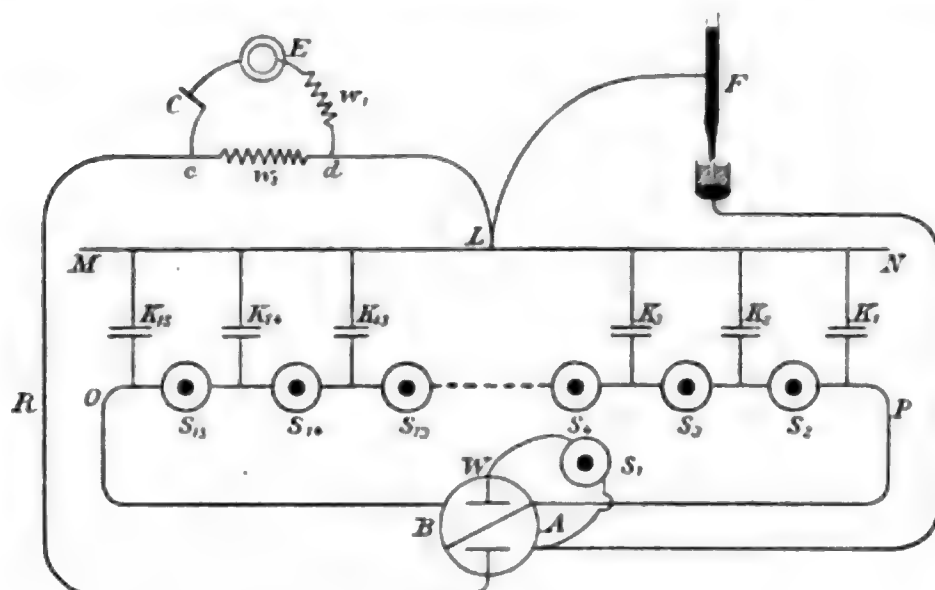 E
C
W₁
F
c
W₂
d
L
M
N
K₁₅
K₁₄
K₁₃
K₃
K₂
K₁
R
O
P
S₁₅
S₁₄
S₁₃
S₄
S₃
S₂
W
S₁
B
A